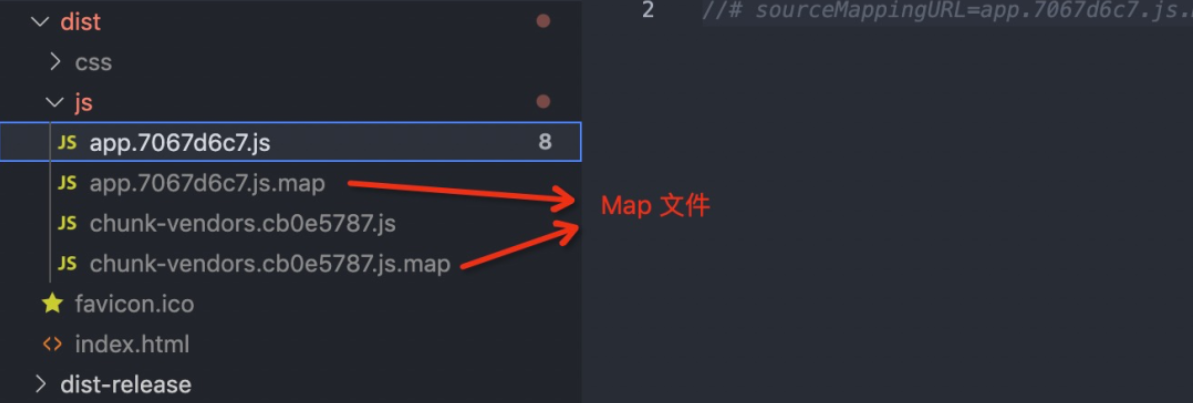 dist
css
js
JS app.7067d6c7.js 8
JS app.7067d6c7.js.map
JS chunk-vendors.cb0e5787.js
JS chunk-vendors.cb0e5787.js.map
favicon.ico
index.html
dist-release
2 //# sourceMappingURL=app.7067d6c7.js.
Map 文件